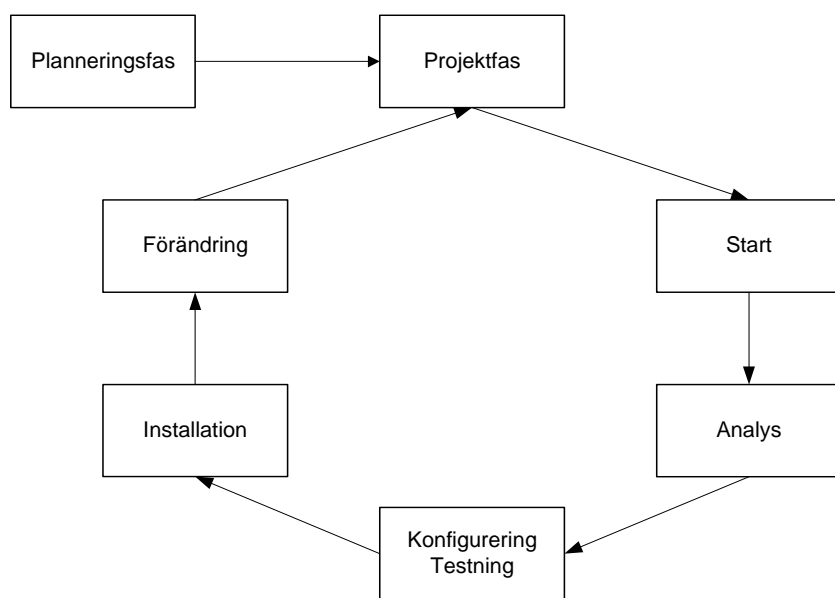 Planneringsfas
Projektfas
Förändring
Start
Installation
Analys
Konfigurering
Testning